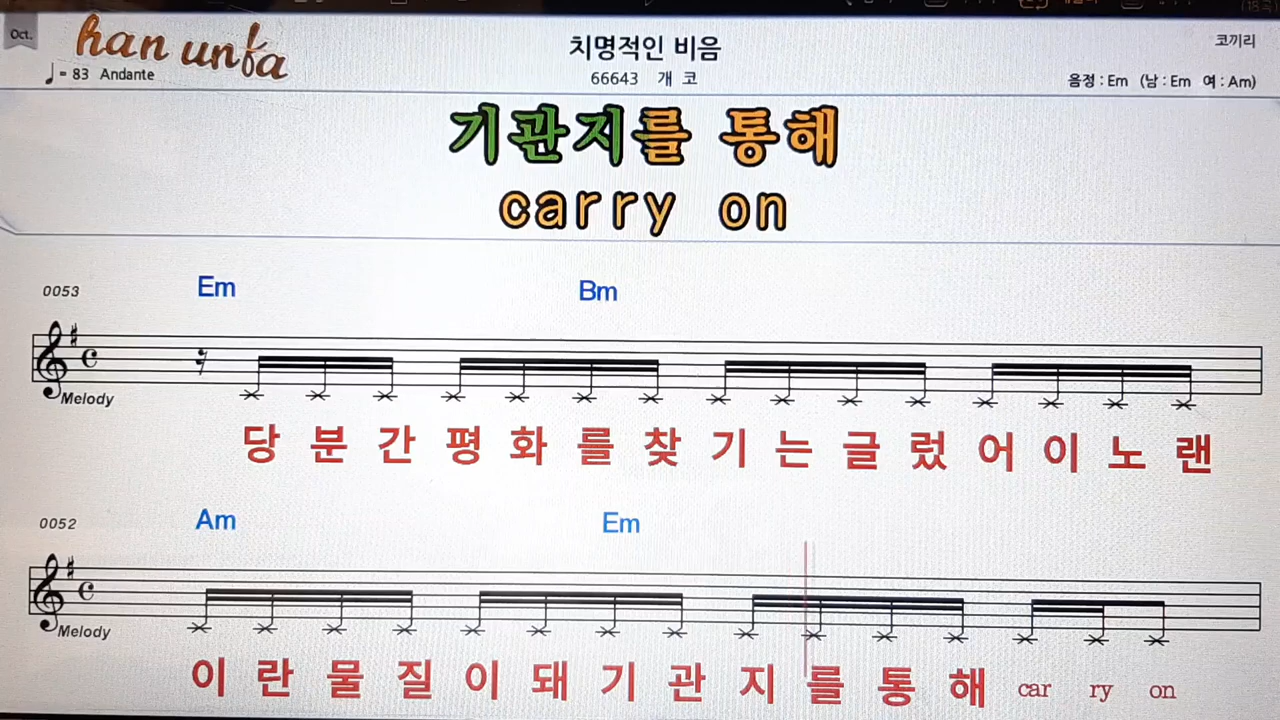 Oct.
han unfa
♩= 83 Andante
치명적인 비음
66643 개 코
코끼리
음정 : Em (남 : Em 여 : Am)
기관지를 통해
carry on
0053
Em Bm
Melody
당 분 간 평 화 를 찾 기 는 글 렀 어 이 노 랜
0052
Am Em
Melody
이 란 물 질 이 돼 기 관 지 를 통 해 car ry on